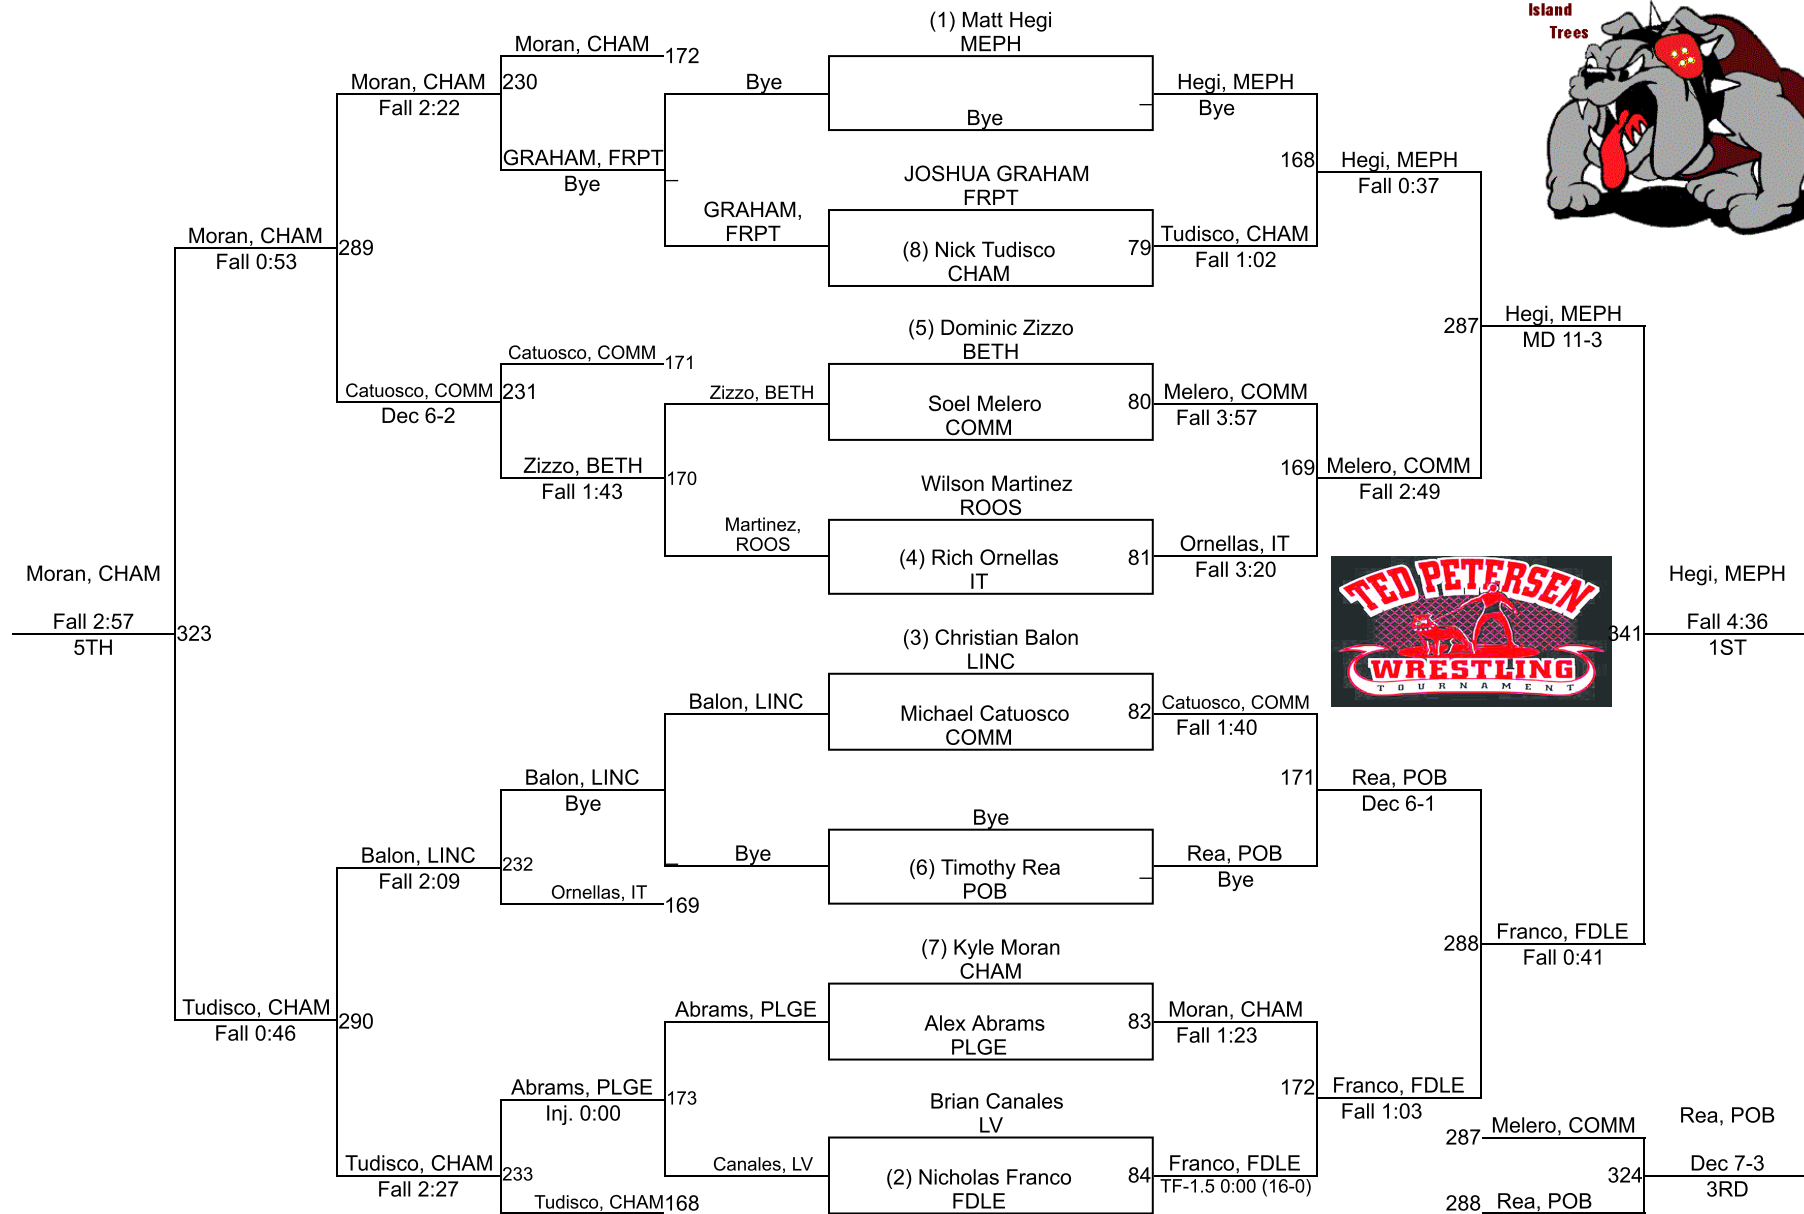 Island
Trees
(1) Matt Hegi
MEPH
Moran, CHAM
172
Moran, CHAM
230
Bye
Hegi, MEPH
Fall 2:22
Bye
Bye
GRAHAM, FRPT
Bye
168
Hegi, MEPH
Fall 0:37
JOSHUA GRAHAM
FRPT
GRAHAM,
FRPT
Moran, CHAM
Fall 0:53
289
(8) Nick Tudisco
CHAM
79
Tudisco, CHAM
Fall 1:02
(5) Dominic Zizzo
BETH
287
Hegi, MEPH
MD 11-3
Catuosco, COMM
171
Catuosco, COMM
231
Dec 6-2
Zizzo, BETH
Soel Melero
COMM
80
Melero, COMM
Fall 3:57
Zizzo, BETH
Fall 1:43
170
169
Melero, COMM
Fall 2:49
Wilson Martinez
ROOS
Martinez,
ROOS
(4) Rich Ornellas
IT
81
Ornellas, IT
Fall 3:20
Moran, CHAM
Fall 2:57
5TH
323
TED PETERSEN
WRESTLING
TOURNAMENT
341
Hegi, MEPH
Fall 4:36
1ST
(3) Christian Balon
LINC
Balon, LINC
Michael Catuosco
COMM
82
Catuosco, COMM
Fall 1:40
Balon, LINC
Bye
171
Rea, POB
Dec 6-1
Bye
Balon, LINC
Fall 2:09
232
Bye
(6) Timothy Rea
POB
Rea, POB
Bye
Ornellas, IT
169
(7) Kyle Moran
CHAM
288
Franco, FDLE
Fall 0:41
Tudisco, CHAM
Fall 0:46
290
Abrams, PLGE
Alex Abrams
PLGE
83
Moran, CHAM
Fall 1:23
Abrams, PLGE
Inj. 0:00
173
Brian Canales
LV
172
Franco, FDLE
Fall 1:03
287
Melero, COMM
Rea, POB
Tudisco, CHAM
Fall 2:27
233
Canales, LV
(2) Nicholas Franco
FDLE
84
Franco, FDLE
TF-1.5 0:00 (16-0)
324
Dec 7-3
3RD
Tudisco, CHAM
168
288
Rea, POB